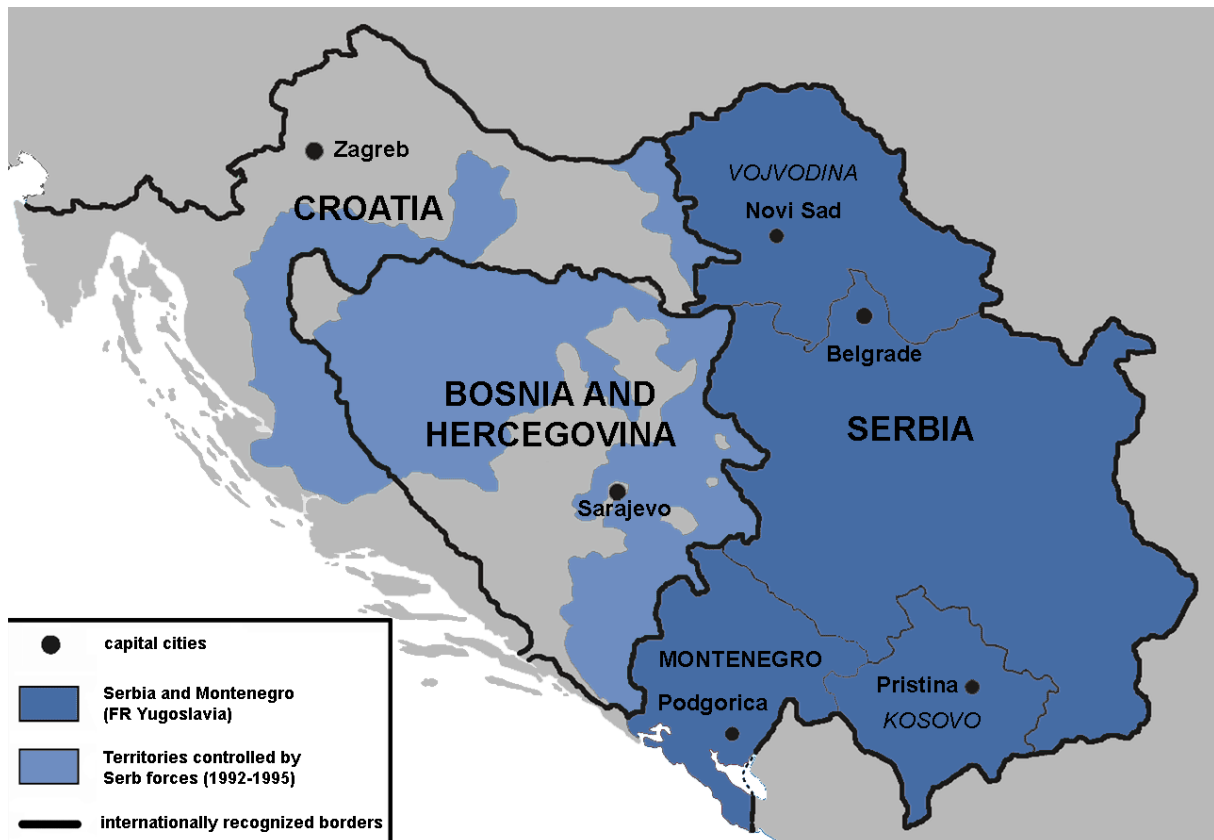 Zagreb
CROATIA
VOJVODINA
Novi Sad
Belgrade
BOSNIA AND
HERCEGOVINA
SERBIA
Sarajevo
MONTENEGRO
Podgorica
Pristina
KOSOVO
capital cities
Serbia and Montenegro
(FR Yugoslavia)
Territories controlled by
Serb forces (1992-1995)
internationally recognized borders